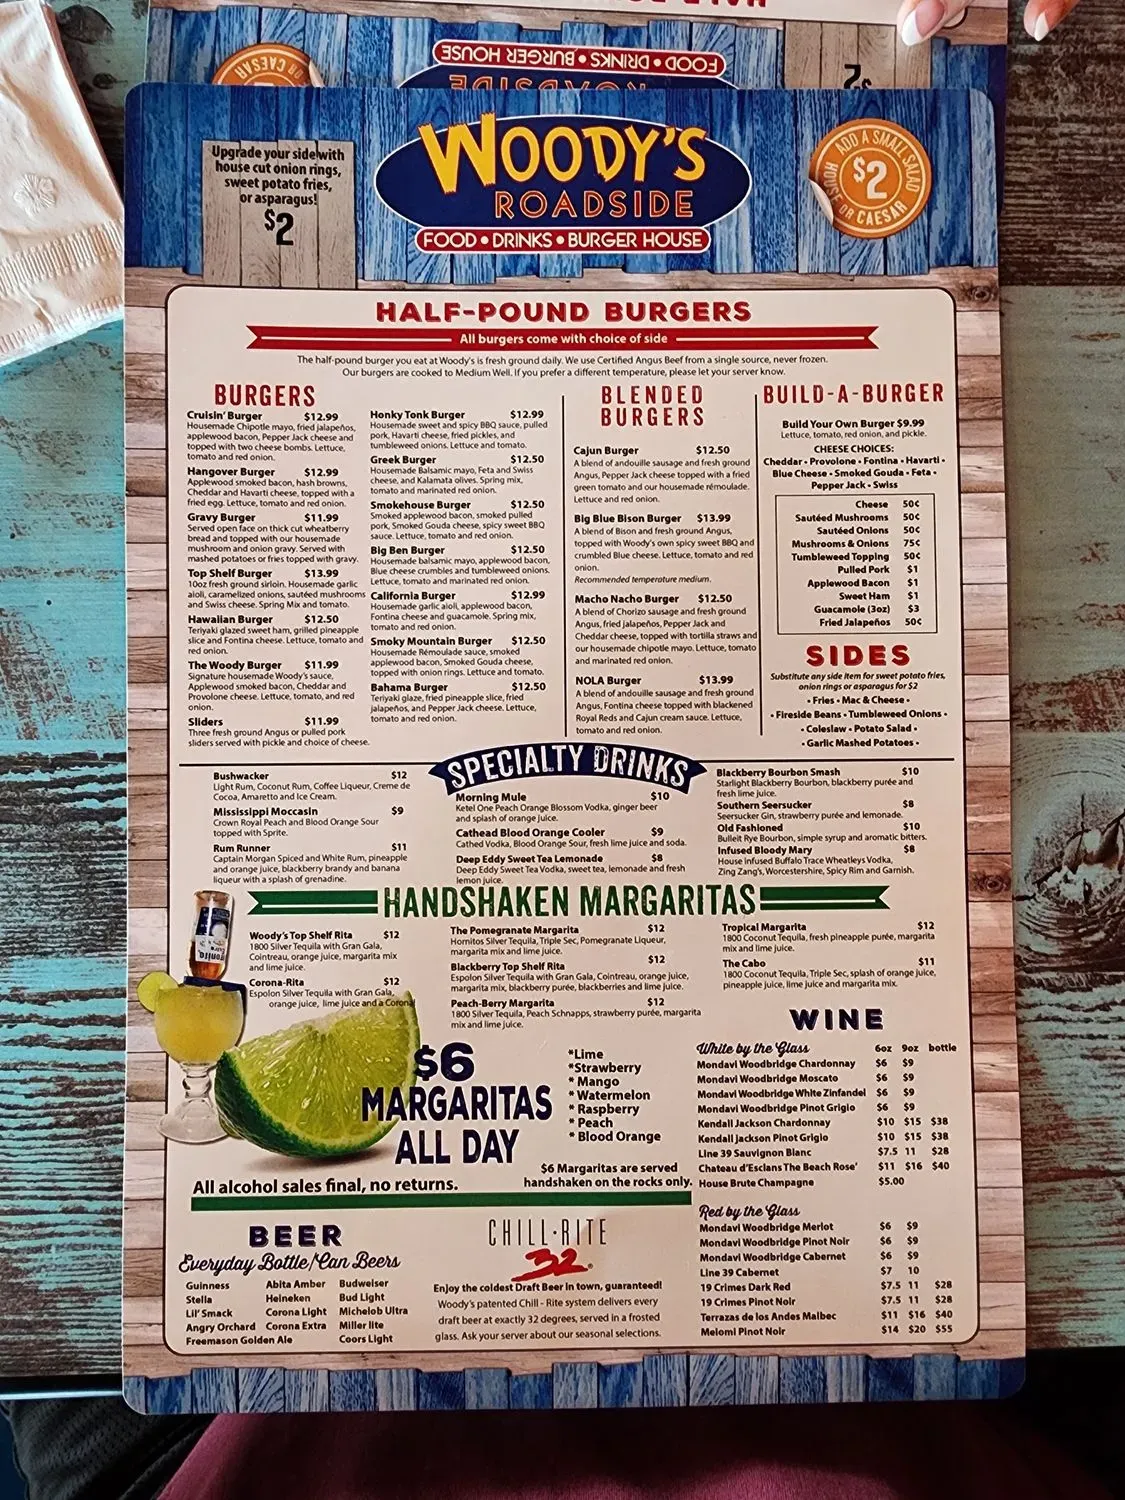 FOOD • DRINKS • BURGER HOUSE
ROADSIDE
OR CAESAR
$2
Upgrade your side with
house cut onion rings,
sweet potato fries,
or asparagus!
$2
WOODY'S
ROADSIDE
FOOD • DRINKS • BURGER HOUSE
ADD A SMALL SALAD
$2
HOUSE OR CAESAR
HALF-POUND BURGERS
All burgers come with choice of side
The half-pound burger you eat at Woody's is fresh ground daily. We use Certified Angus Beef from a single source, never frozen.
Our burgers are cooked to Medium Well. If you prefer a different temperature, please let your server know.
BURGERS
Cruisin' Burger $12.99
Housemade Chipotle mayo, fried jalapeños,
applewood bacon, Pepper Jack cheese and
topped with two cheese bombs. Lettuce,
tomato and red onion.
Hangover Burger $12.99
Applewood smoked bacon, hash browns,
Cheddar and Havarti cheese, topped with a
fried egg. Lettuce, tomato and red onion.
Gravy Burger $11.99
Served open face on thick cut wheatberry
bread and topped with our housemade
mushroom and onion gravy. Served with
mashed potatoes or fries topped with gravy.
Top Shelf Burger $13.99
10oz fresh ground sirloin. Housemade garlic
aioli, caramelized onions, sautéed mushrooms
and Swiss cheese. Spring Mix and tomato.
Hawaiian Burger $12.50
Teriyaki glazed sweet ham, grilled pineapple
slice and Fontina cheese. Lettuce, tomato and
red onion.
The Woody Burger $11.99
Signature housemade Woody's sauce,
Applewood smoked bacon, Cheddar and
Provolone cheese. Lettuce, tomato, and red
onion.
Sliders $11.99
Three fresh ground Angus or pulled pork
sliders served with pickle and choice of cheese.
Honky Tonk Burger $12.99
Housemade sweet and spicy BBQ sauce, pulled
pork, Havarti cheese, fried pickles, and
tumbleweed onions. Lettuce and tomato.
Greek Burger $12.50
Housemade Balsamic mayo, Feta and Swiss
cheese, and Kalamata olives. Spring mix,
tomato and marinated red onion.
Smokehouse Burger $12.50
Smoked applewood bacon, smoked pulled
pork, Smoked Gouda cheese, spicy sweet BBQ
sauce. Lettuce, tomato and red onion.
Big Ben Burger $12.50
Housemade balsamic mayo, applewood bacon,
Blue cheese crumbles and tumbleweed onions.
Lettuce, tomato and marinated red onion.
California Burger $12.99
Housemade garlic aioli, applewood bacon,
Fontina cheese and guacamole. Spring mix,
tomato and red onion.
Smoky Mountain Burger $12.50
Housemade Rémoulade sauce, smoked
applewood bacon, Smoked Gouda cheese,
topped with onion rings. Lettuce and tomato.
Bahama Burger $12.50
Teriyaki glaze, fried pineapple slice, fried
jalapeños, and Pepper Jack cheese. Lettuce,
tomato and red onion.
BLENDED
BURGERS
Cajun Burger $12.50
A blend of andouille sausage and fresh ground
Angus, Pepper Jack cheese topped with a fried
green tomato and our housemade rémoulade.
Lettuce and red onion.
Big Blue Bison Burger $13.99
A blend of Bison and fresh ground Angus,
topped with Woody's own spicy sweet BBQ and
crumbled Blue cheese. Lettuce, tomato and red
onion.
Recommended temperature medium.
Macho Nacho Burger $12.50
A blend of Chorizo sausage and fresh ground
Angus, fried jalapeños, Pepper Jack and
Cheddar cheese, topped with tortilla straws and
our housemade chipotle mayo. Lettuce, tomato
and marinated red onion.
NOLA Burger $13.99
A blend of andouille sausage and fresh ground
Angus, Fontina cheese topped with blackened
Royal Reds and Cajun cream sauce. Lettuce,
tomato and red onion.
BUILD-A-BURGER
Build Your Own Burger $9.99
Lettuce, tomato, red onion, and pickle.
CHEESE CHOICES:
Cheddar • Provolone • Fontina • Havarti •
Blue Cheese • Smoked Gouda • Feta •
Pepper Jack • Swiss
Cheese 50¢
Sautéed Mushrooms 50¢
Sautéed Onions 50¢
Mushrooms & Onions 75¢
Tumbleweed Topping 50¢
Pulled Pork $1
Applewood Bacon $1
Sweet Ham $1
Guacamole (3oz) $3
Fried Jalapeños 50¢
SIDES
Substitute any side item for sweet potato fries,
onion rings or asparagus for $2
• Fries • Mac & Cheese •
• Fireside Beans • Tumbleweed Onions •
• Coleslaw • Potato Salad •
• Garlic Mashed Potatoes •
SPECIALTY DRINKS
Bushwacker $12
Light Rum, Coconut Rum, Coffee Liqueur, Creme de
Cocoa, Amaretto and Ice Cream.
Mississippi Moccasin $9
Crown Royal Peach and Blood Orange Sour
topped with Sprite.
Rum Runner $11
Captain Morgan Spiced and White Rum, pineapple
and orange juice, blackberry brandy and banana
liqueur with a splash of grenadine.
Morning Mule $10
Ketel One Peach Orange Blossom Vodka, ginger beer
and splash of orange juice.
Cathead Blood Orange Cooler $9
Cathed Vodka, Blood Orange Sour, fresh lime juice and soda.
Deep Eddy Sweet Tea Lemonade $8
Deep Eddy Sweet Tea Vodka, sweet tea, lemonade and fresh
lemon juice.
Blackberry Bourbon Smash $10
Starlight Blackberry Bourbon, blackberry purée and
fresh lime juice.
Southern Seersucker $8
Seersucker Gin, strawberry purée and lemonade.
Old Fashioned $10
Bulleit Rye Bourbon, simple syrup and aromatic bitters.
Infused Bloody Mary $8
House Infused Buffalo Trace Wheatleys Vodka,
Zing Zang's, Worcestershire, Spicy Rim and Garnish.
HANDSHAKEN MARGARITAS
Woody's Top Shelf Rita $12
1800 Silver Tequila with Gran Gala,
Cointreau, orange juice, margarita mix
and lime juice.
Corona-Rita $12
Espolon Silver Tequila with Gran Gala,
orange juice, lime juice and a Corona!
The Pomegranate Margarita $12
Hornitos Silver Tequila, Triple Sec, Pomegranate Liqueur,
margarita mix and lime juice.
Blackberry Top Shelf Rita $12
Espolon Silver Tequila with Gran Gala, Cointreau, orange juice,
margarita mix, blackberry purée, blackberries and lime juice.
Peach-Berry Margarita $12
1800 Silver Tequila, Peach Schnapps, strawberry purée, margarita
mix and lime juice.
Tropical Margarita $12
1800 Coconut Tequila, fresh pineapple purée, margarita
mix and lime juice.
The Cabo $11
1800 Coconut Tequila, Triple Sec, splash of orange juice,
pineapple juice, lime juice and margarita mix.
$6
MARGARITAS
ALL DAY
*Lime
*Strawberry
* Mango
* Watermelon
* Raspberry
* Peach
* Blood Orange
$6 Margaritas are served
handshaken on the rocks only.
All alcohol sales final, no returns.
WINE
White by the Glass 6oz 9oz bottle
Mondavi Woodbridge Chardonnay $6 $9
Mondavi Woodbridge Moscato $6 $9
Mondavi Woodbridge White Zinfandel $6 $9
Mondavi Woodbridge Pinot Grigio $6 $9
Kendall Jackson Chardonnay $10 $15 $38
Kendall Jackson Pinot Grigio $10 $15 $38
Line 39 Sauvignon Blanc $7.5 11 $28
Chateau d'Esclans The Beach Rose' $11 $16 $40
House Brute Champagne $5.00
Red by the Glass
Mondavi Woodbridge Merlot $6 $9
Mondavi Woodbridge Pinot Noir $6 $9
Mondavi Woodbridge Cabernet $6 $9
Line 39 Cabernet $7 10
19 Crimes Dark Red $7.5 11 $28
19 Crimes Pinot Noir $7.5 11 $28
Terrazas de los Andes Malbec $11 $16 $40
Meiomi Pinot Noir $14 $20 $55
BEER
Everyday Bottle/Can Beers
Guinness Abita Amber Budweiser
Stella Heineken Bud Light
Lil' Smack Corona Light Michelob Ultra
Angry Orchard Corona Extra Miller lite
Freemason Golden Ale Coors Light
CHILL•RITE
32
Enjoy the coldest Draft Beer in town, guaranteed!
Woody's patented Chill - Rite system delivers every
draft beer at exactly 32 degrees, served in a frosted
glass. Ask your server about our seasonal selections.